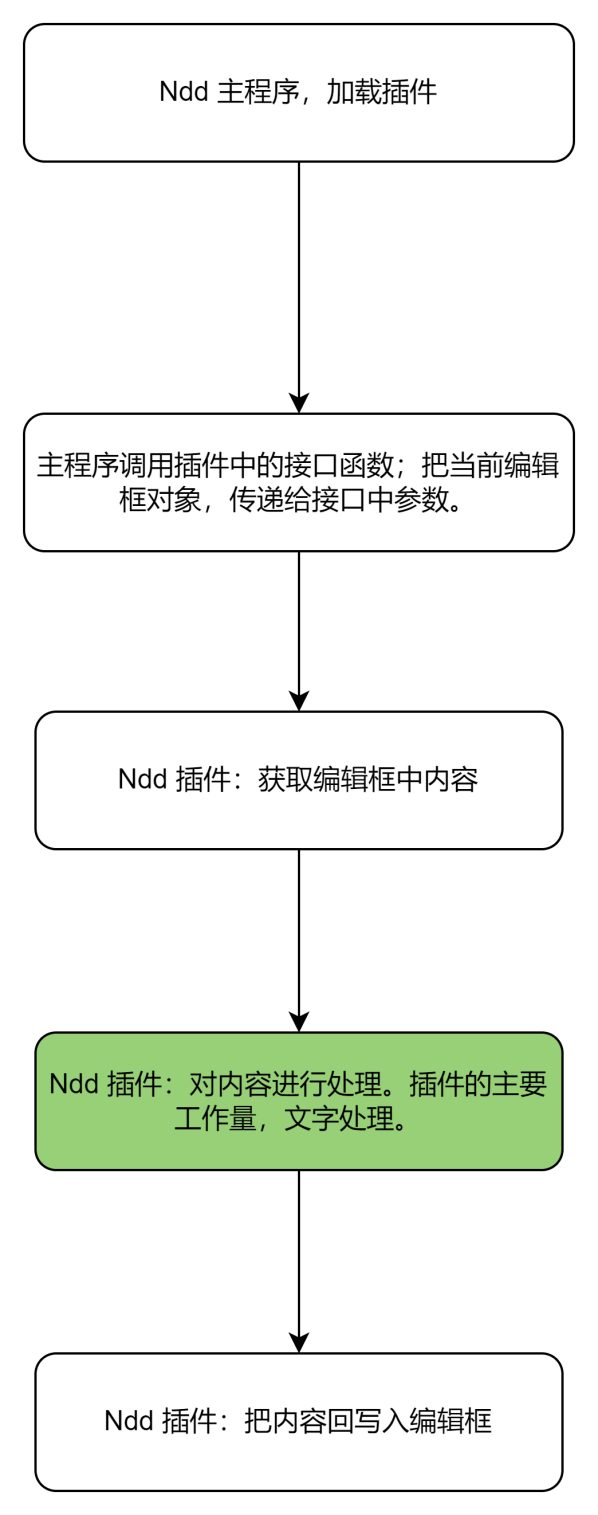 Ndd 主程序，加载插件
主程序调用插件中的接口函数；把当前编辑
框对象，传递给接口中参数。
Ndd 插件：获取编辑框中内容
Ndd 插件：对内容进行处理。插件的主要
工作量，文字处理。
Ndd 插件：把内容回写入编辑框